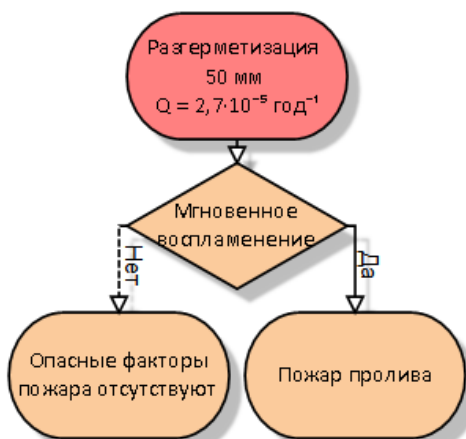 Разгерметизация
50 мм
Q = 2,7·10⁻⁵ год⁻¹
Мгновенное
воспламенение
Нет
Да
Опасные факторы
пожара отсутствуют
Пожар пролива